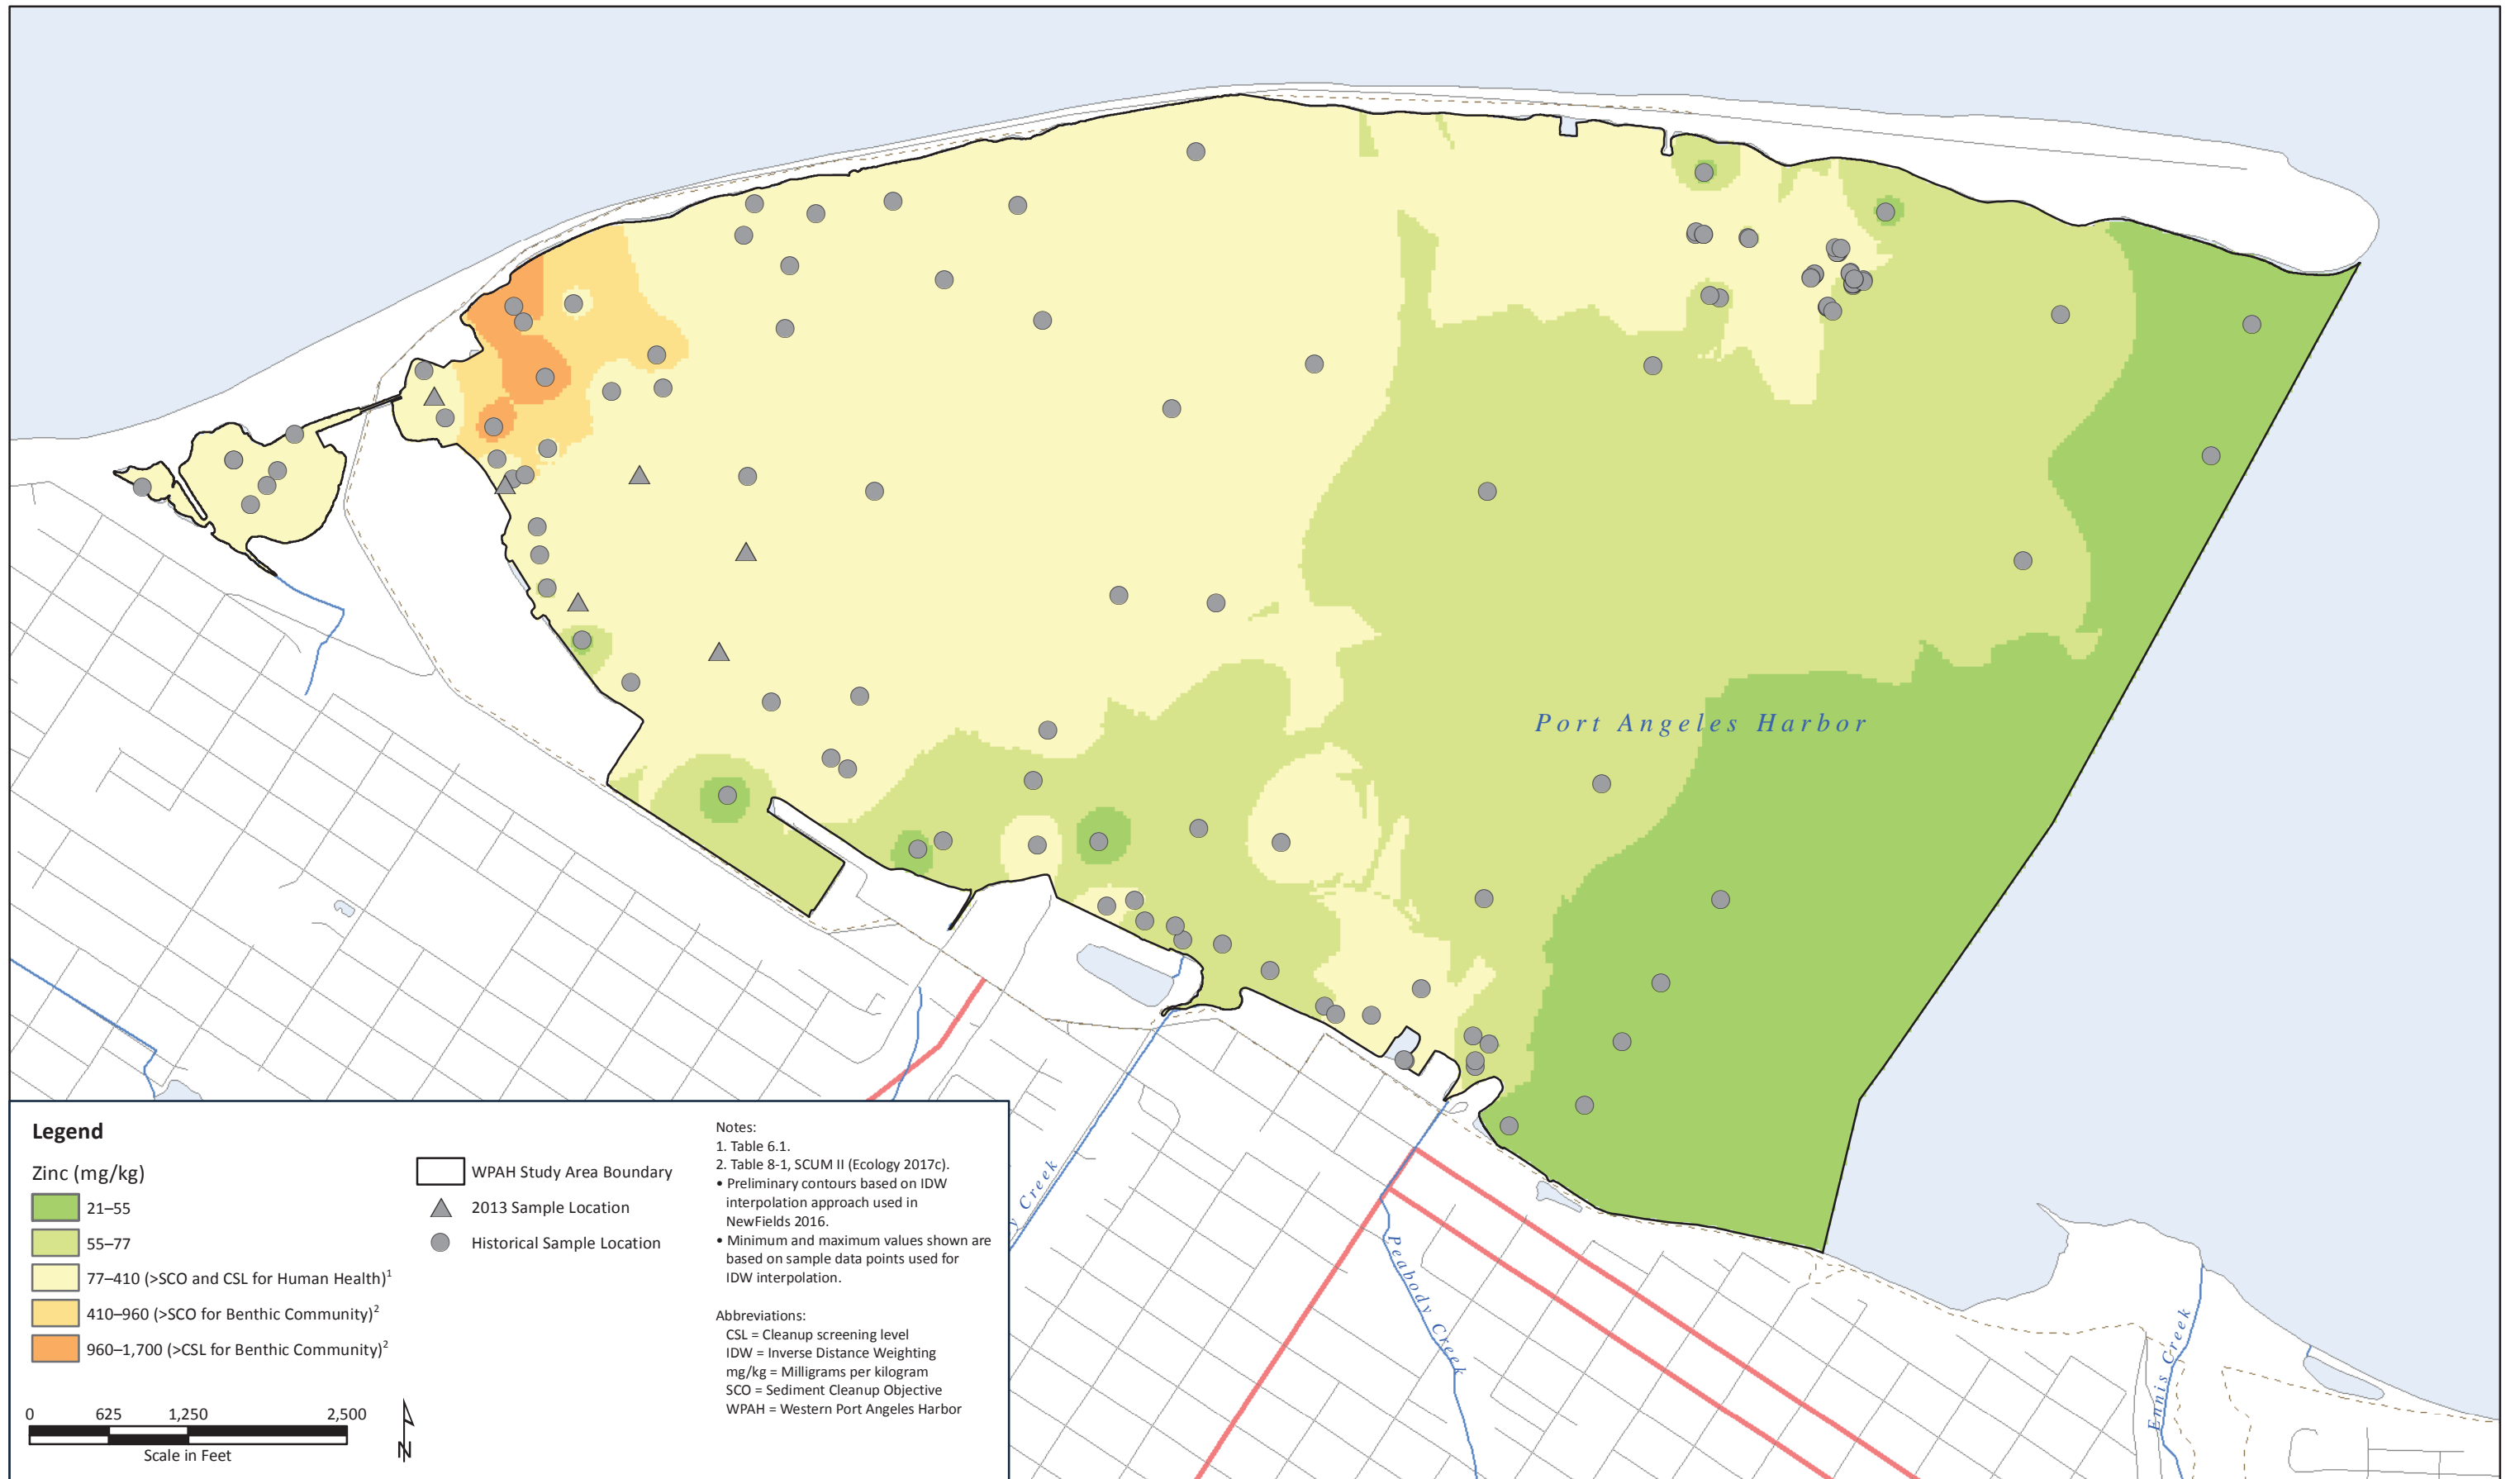 Port Angeles Harbor
Legend
Zinc (mg/kg)
21–55
55–77
77–410 (>SCO and CSL for Human Health)1
410–960 (>SCO for Benthic Community)2
960–1,700 (>CSL for Benthic Community)2
0 625 1,250 2,500
Scale in Feet
N
WPAH Study Area Boundary
2013 Sample Location
Historical Sample Location
Notes:
1. Table 6.1.
2. Table 8-1, SCUM II (Ecology 2017c).
• Preliminary contours based on IDW
interpolation approach used in
NewFields 2016.
• Minimum and maximum values shown are
based on sample data points used for
IDW interpolation.
Abbreviations:
CSL = Cleanup screening level
IDW = Inverse Distance Weighting
mg/kg = Milligrams per kilogram
SCO = Sediment Cleanup Objective
WPAH = Western Port Angeles Harbor
y Creek
Peabody Creek
Ennis Creek